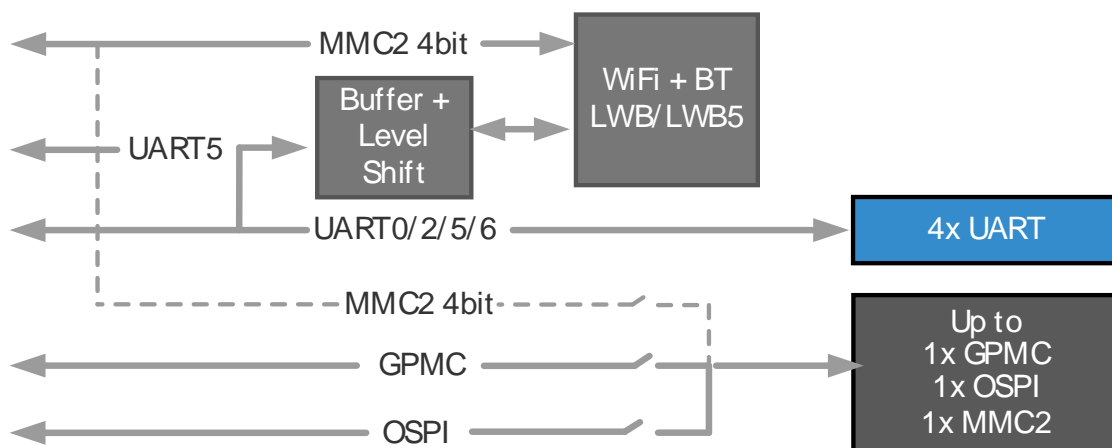 MMC2 4bit
WiFi + BT
LWB/LWB5
Buffer +
Level
Shift
UART5
UART0/2/5/6
4x UART
MMC2 4bit
GPMC
OSPI
Up to
1x GPMC
1x OSPI
1x MMC2